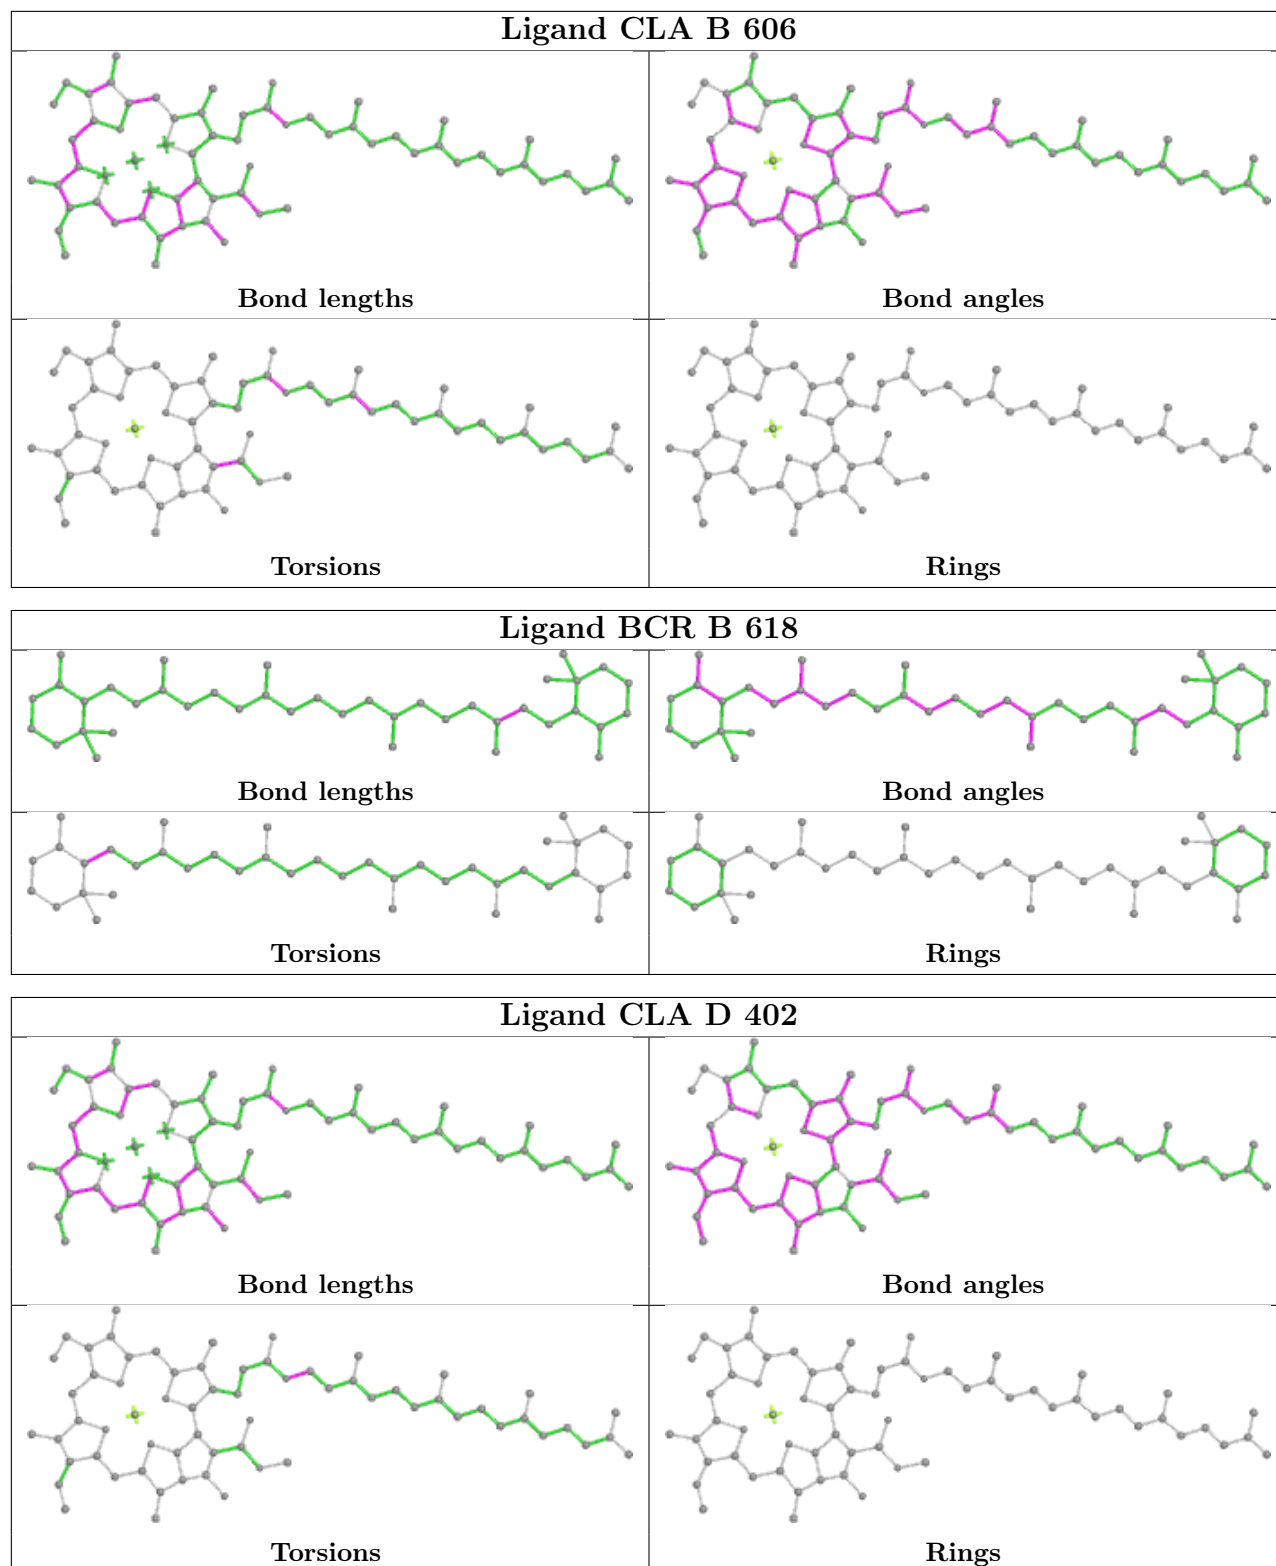 Ligand CLA B 606
Bond lengths
Bond angles
Torsions
Rings
Ligand BCR B 618
Bond lengths
Bond angles
Torsions
Rings
Ligand CLA D 402
Bond lengths
Bond angles
Torsions
Rings